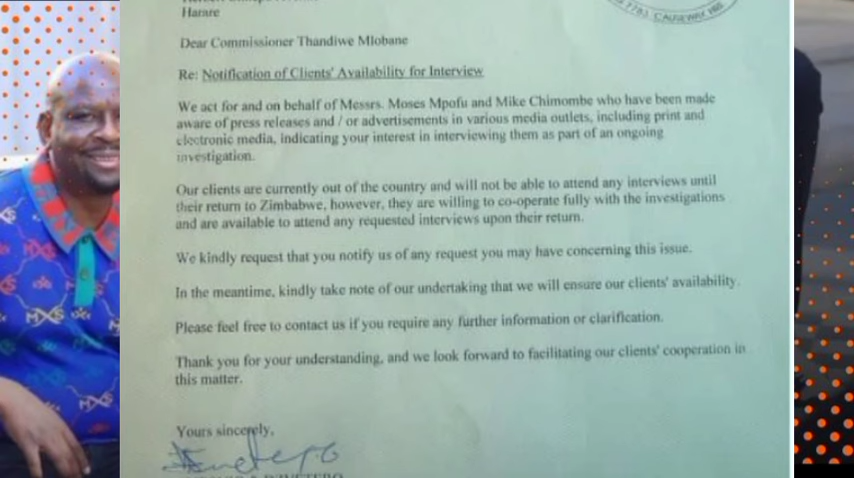 Harare
7783, CAUSEWAY
Dear Commissioner Thandiwe Mlobane
Re: Notification of Clients' Availability for Interview
We act for and on behalf of Messrs. Moses Mpofu and Mike Chimombe who have been made
aware of press releases and / or advertisements in various media outlets, including print and
electronic media, indicating your interest in interviewing them as part of an ongoing
investigation.
Our clients are currently out of the country and will not be able to attend any interviews until
their return to Zimbabwe, however, they are willing to co-operate fully with the investigations
and are available to attend any requested interviews upon their return.
We kindly request that you notify us of any request you may have concerning this issue.
In the meantime, kindly take note of our undertaking that we will ensure our clients' availability.
Please feel free to contact us if you require any further information or clarification.
Thank you for your understanding, and we look forward to facilitating our clients' cooperation in
this matter.
Yours sincerely,